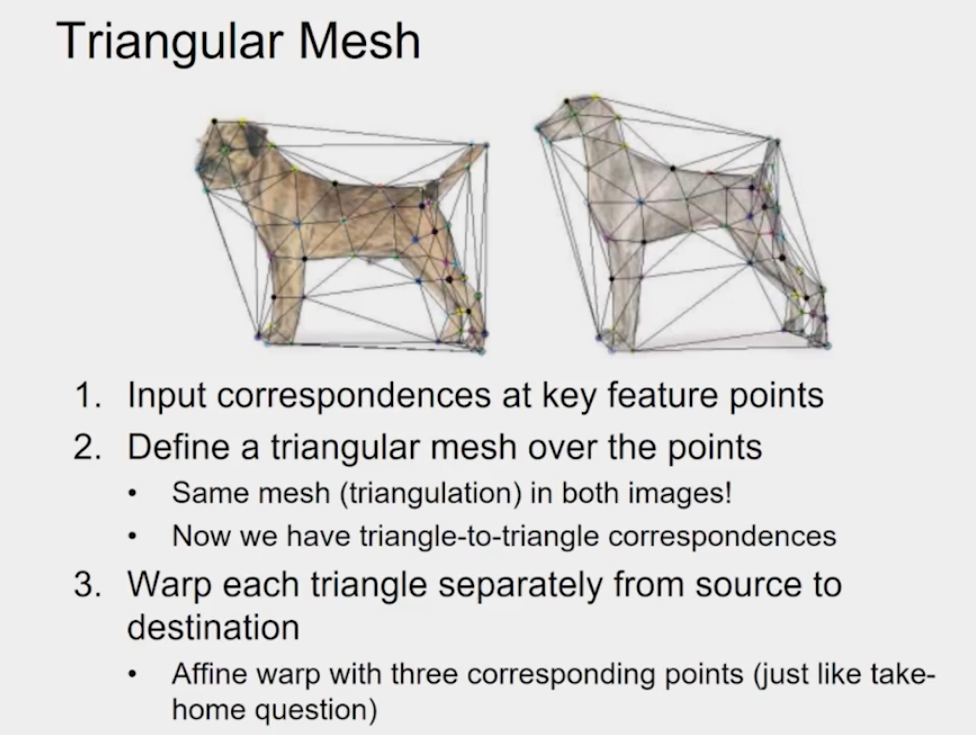 Triangular Mesh
1. Input correspondences at key feature points
2. Define a triangular mesh over the points
• Same mesh (triangulation) in both images!
• Now we have triangle-to-triangle correspondences
3. Warp each triangle separately from source to
destination
• Affine warp with three corresponding points (just like take-
home question)